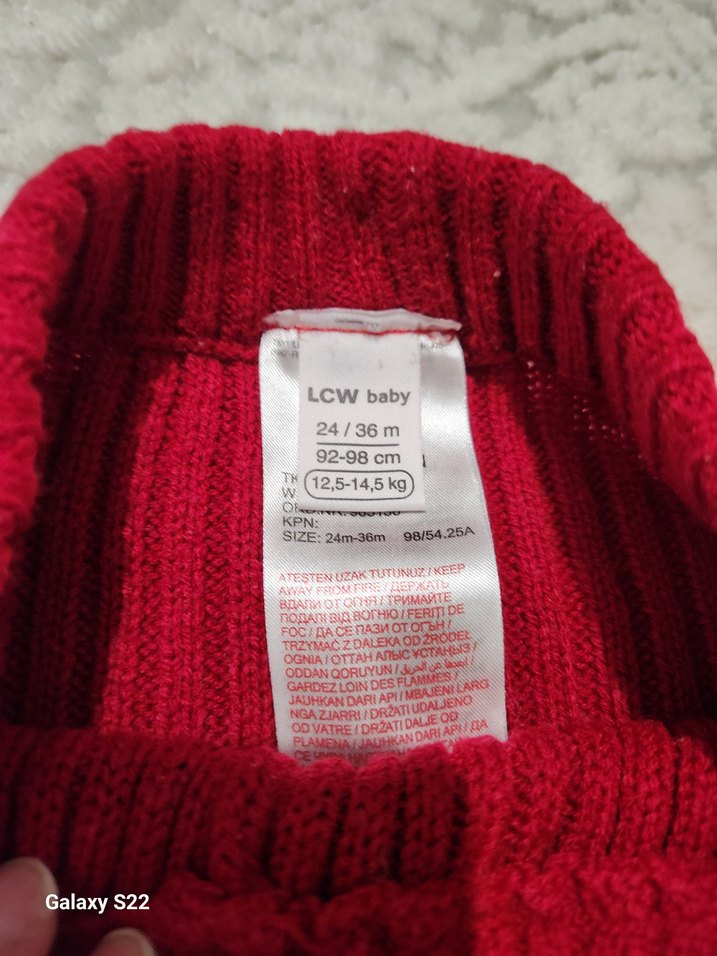 LCW baby
24 / 36 m
92-98 cm
12,5-14,5 kg
KPN:
SIZE: 24m-36m 98/54.25A
ATEŞTEN UZAK TUTUNUZ / KEEP
AWAY FROM FIRE / ДЕРЖАТЬ
ВДАЛИ ОТ ОГНЯ / ТРИМАЙТЕ
ПОДАЛІ ВІД ВОГНЮ / FERIŢI DE
FOC / ДА СЕ ПАЗИ ОТ ОГЪН /
TRZYMAĆ Z DALEKA OD ŹRÓDEŁ
OGNIA / ОТТАН АЛЫС ҰСТАҢЫЗ /
ODDAN QORUYUN / ابعدها عن الحريق /
GARDEZ LOIN DES FLAMMES /
JAUHKAN DARI API / MBAJENI LARG
NGA ZJARRI / DRŽATI UDALJENO
OD VATRE / DRŽATI DALJE OD
PLAMENA / JAUHKAN DARI API / ДА
Galaxy S22